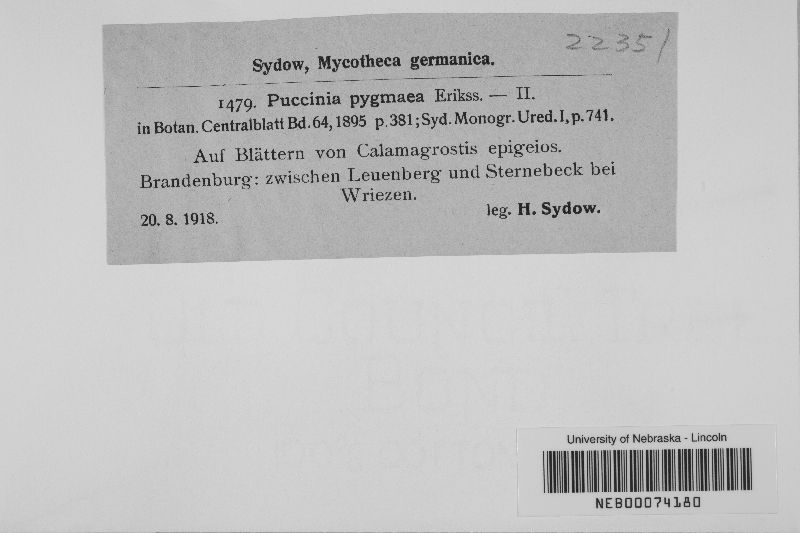 22351
Sydow, Mycotheca germanica.
1479. Puccinia pygmaea Erikss. — II.
in Botan. Centralblatt Bd. 64, 1895 p. 381; Syd. Monogr. Ured. I, p. 741.
Auf Blättern von Calamagrostis epigeios.
Brandenburg: zwischen Leuenberg und Sternebeck bei
Wriezen.
20. 8. 1918.
leg. H. Sydow.
University of Nebraska - Lincoln
NEB00074180